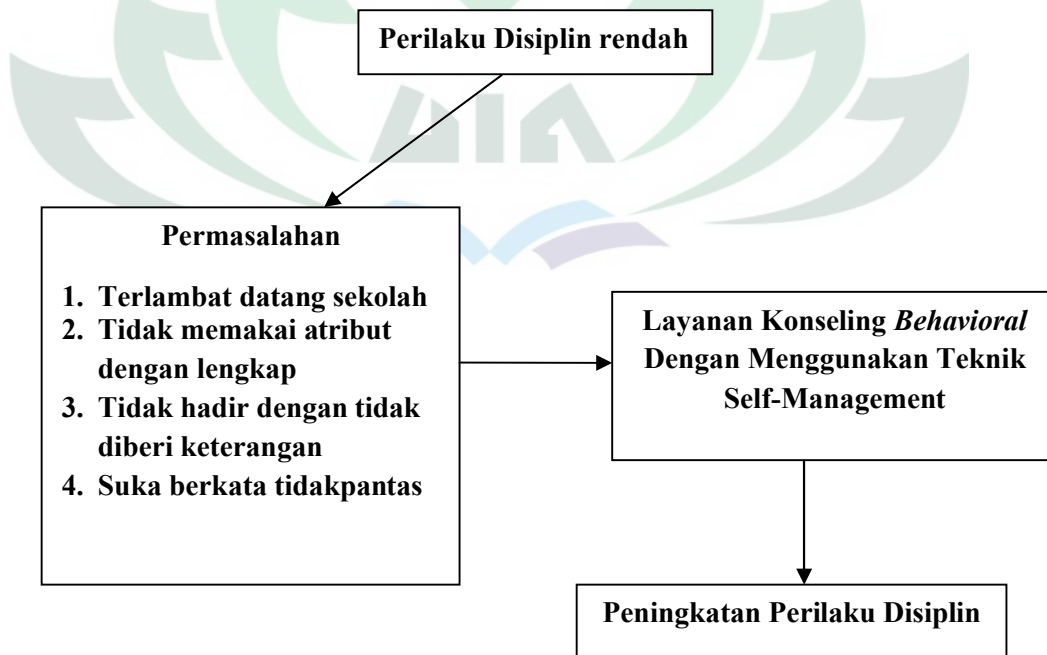 Perilaku Disiplin rendah
Permasalahan
1. Terlambat datang sekolah
2. Tidak memakai atribut
dengan lengkap
3. Tidak hadir dengan tidak
diberi keterangan
4. Suka berkata tidakpantas
Layanan Konseling Behavioral
Dengan Menggunakan Teknik
Self-Management
Peningkatan Perilaku Disiplin